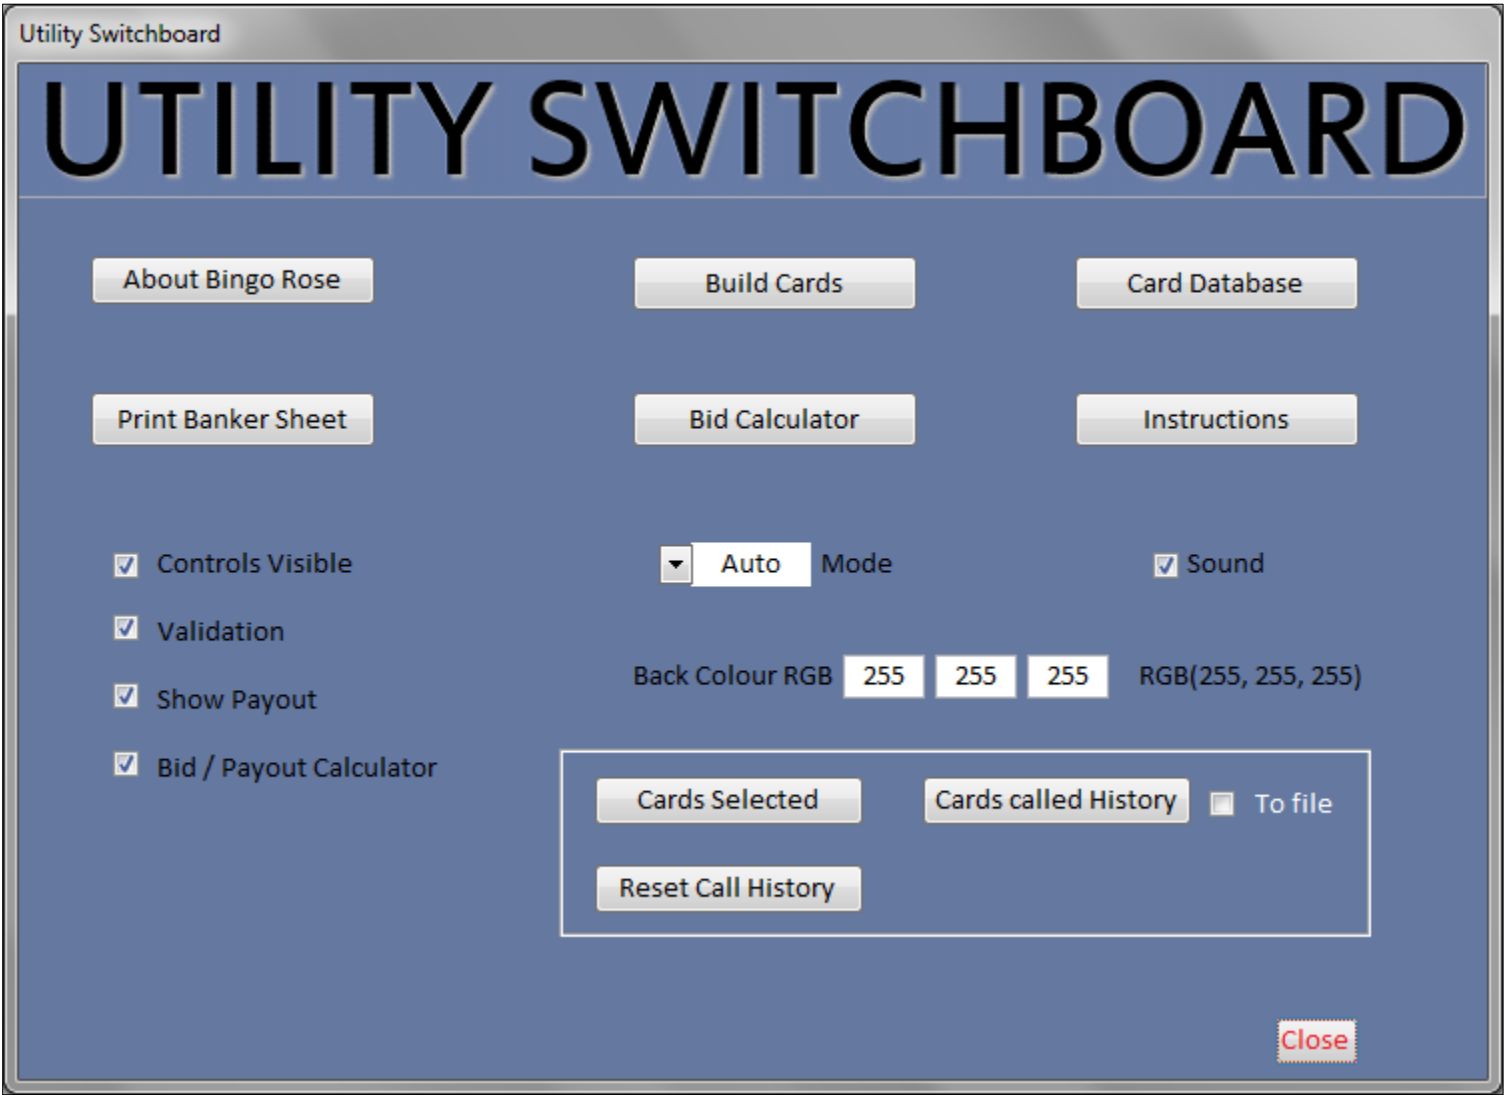 Utility Switchboard
UTILITY SWITCHBOARD
About Bingo Rose
Build Cards
Card Database
Print Banker Sheet
Bid Calculator
Instructions
Controls Visible
Auto Mode
Sound
Validation
Back Colour RGB 255 255 255 RGB(255, 255, 255)
Show Payout
Bid / Payout Calculator
Cards Selected
Cards called History
To file
Reset Call History
Close